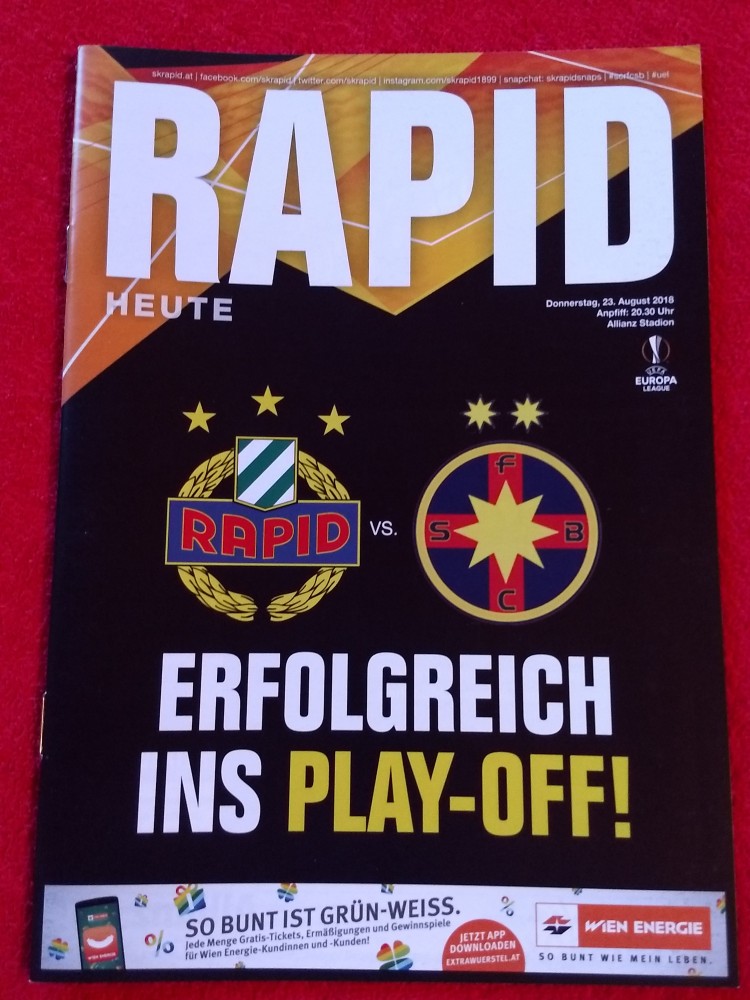 skrapid.at | facebook.com/skrapid | twitter.com/skrapid | instagram.com/skrapid1899 | snapchat: skrapidsnaps | #scrfcsb | #uel
RAPID
HEUTE
Donnerstag, 23. August 2018
Anpfiff: 20.30 Uhr
Allianz Stadion
UEFA
EUROPA
LEAGUE
RAPID
VS.
F
S B
C
ERFOLGREICH
INS PLAY-OFF!
SO BUNT IST GRÜN-WEISS.
Jede Menge Gratis-Tickets, Ermäßigungen und Gewinnspiele
für Wien Energie-Kundinnen und -Kunden!
JETZT APP
DOWNLOADEN
EXTRAWUERSTEL.AT
WIEN ENERGIE
SO BUNT WIE MEIN LEBEN.